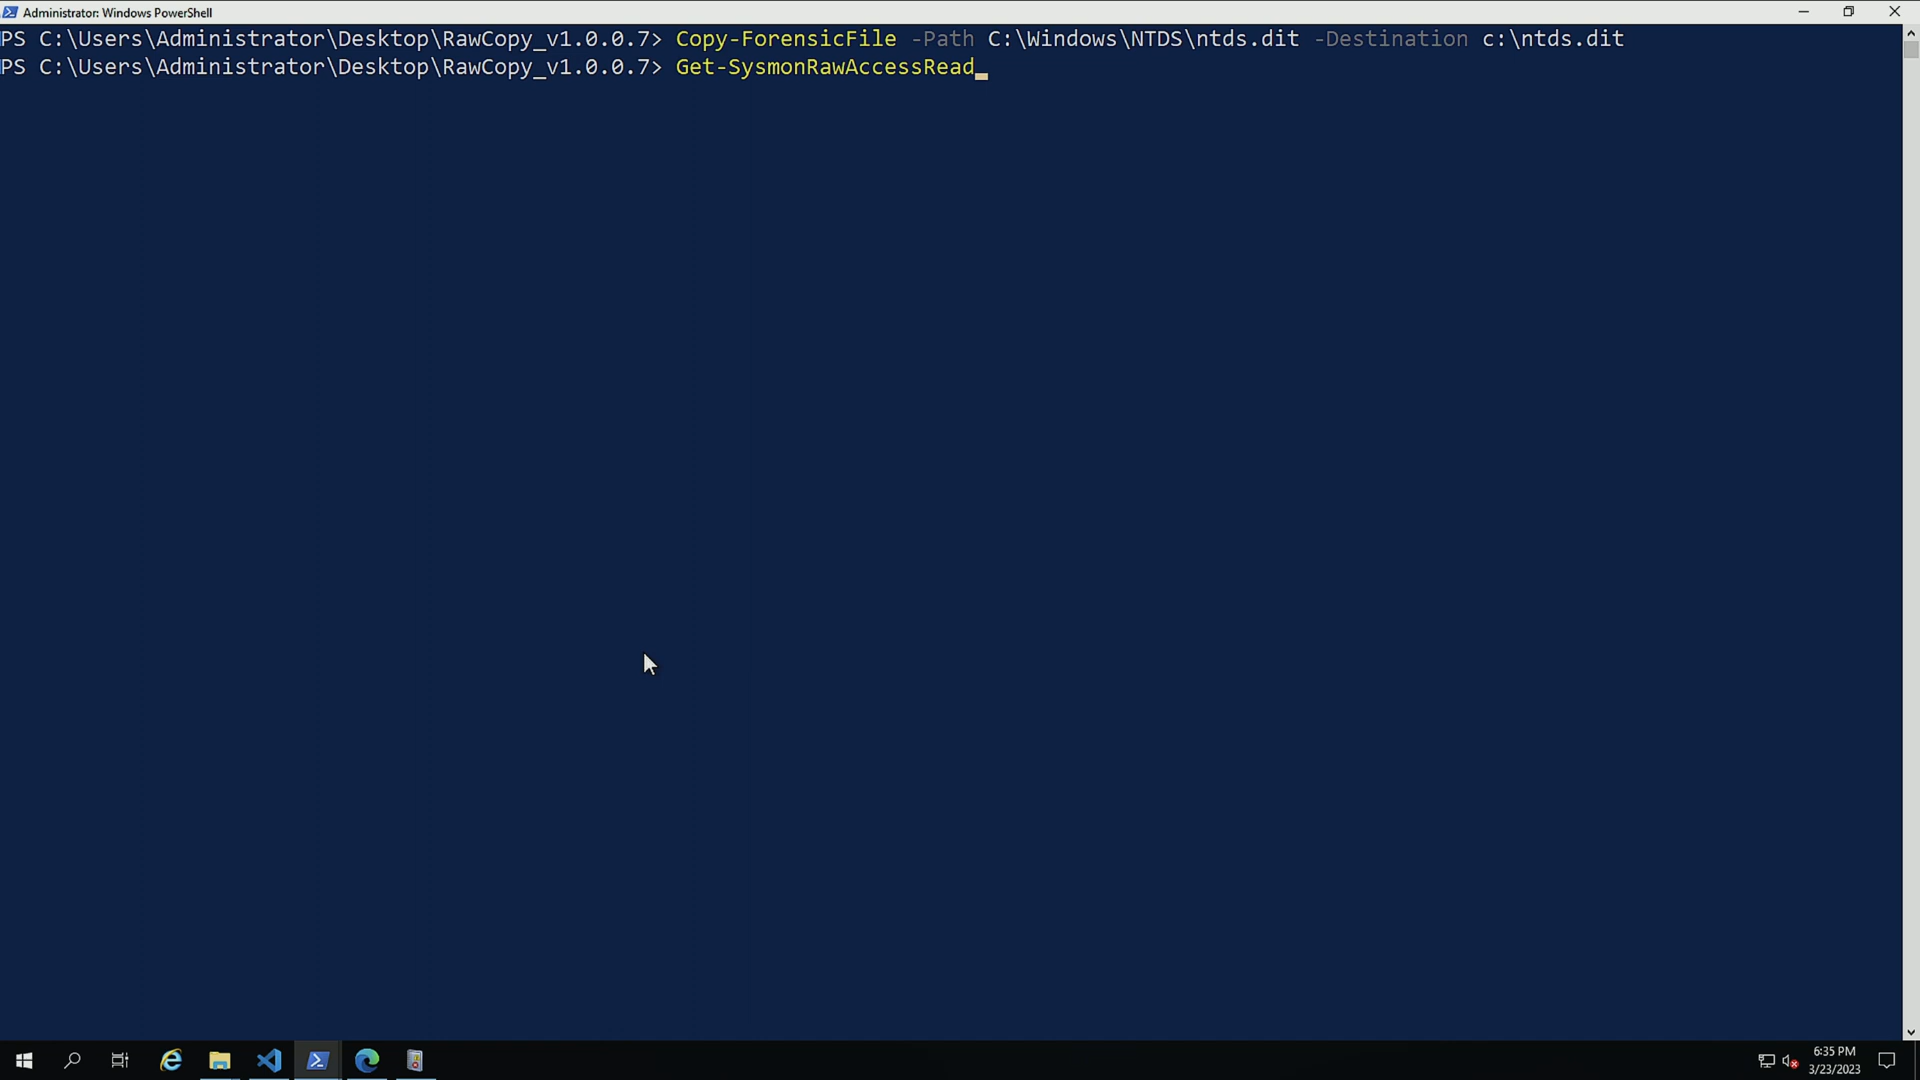 Administrator: Windows PowerShell
PS C:\Users\Administrator\Desktop\RawCopy_v1.0.0.7> Copy-ForensicFile -Path C:\Windows\NTDS\ntds.dit -Destination c:\ntds.dit
PS C:\Users\Administrator\Desktop\RawCopy_v1.0.0.7> Get-SysmonRawAccessRead
6:35 PM
3/23/2023